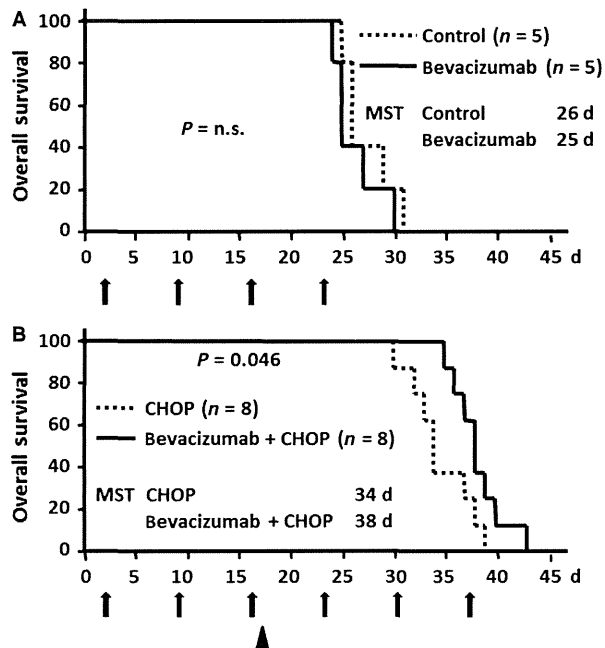 A
Overall survival
100
80
60
40
20
0
P = n.s.
Control (n = 5)
Bevacizumab (n = 5)
MST Control 26 d
Bevacizumab 25 d
0 5 10 15 20 25 30 35 40 45 d
B
Overall survival
100
80
60
40
20
0
P = 0.046
CHOP (n = 8)
Bevacizumab + CHOP (n = 8)
MST CHOP 34 d
Bevacizumab + CHOP 38 d
0 5 10 15 20 25 30 35 40 45 d